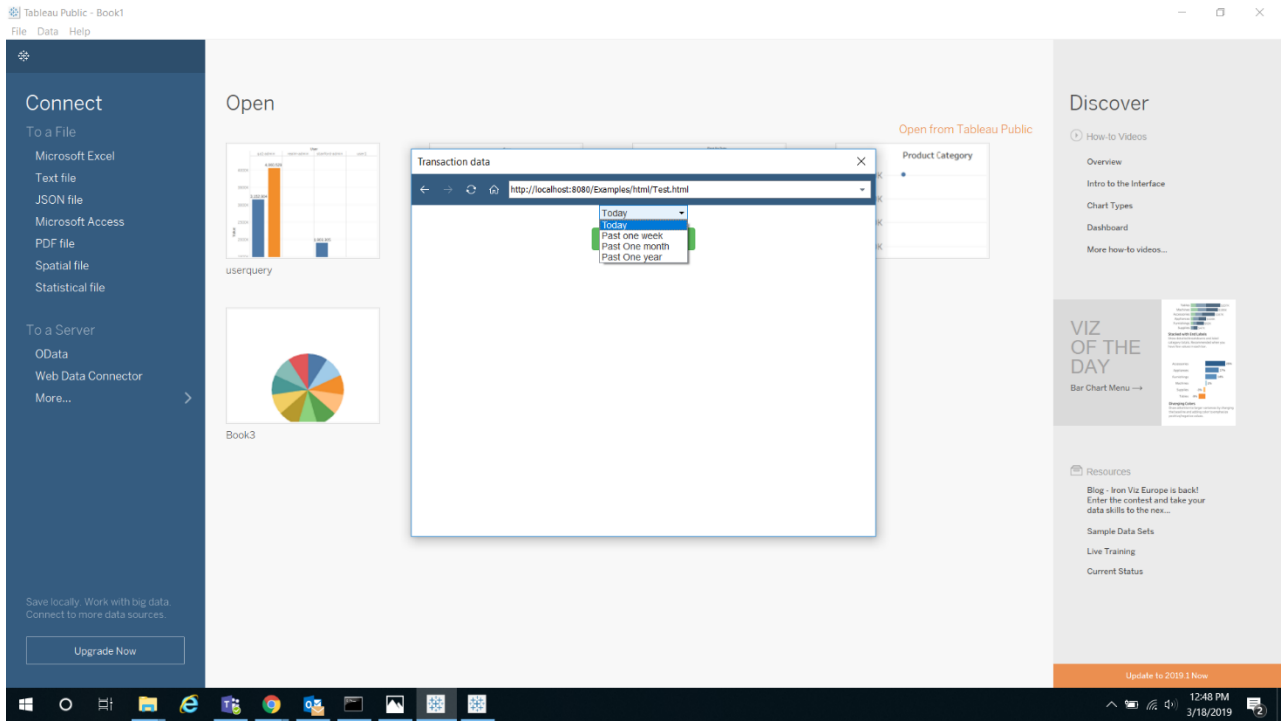 Tableau Public - Book1
File Data Help
Connect
To a File
Microsoft Excel
Text file
JSON file
Microsoft Access
PDF file
Spatial file
Statistical file
To a Server
OData
Web Data Connector
More...
Save locally. Work with big data.
Connect to more data sources.
Upgrade Now
Open
Open from Tableau Public
userquery
Book3
Product Category
K
K
K
K
Transaction data
http://localhost:8080/Examples/html/Test.html
Today
Today
Past one week
Past One month
Past One year
Discover
How-to Videos
Overview
Intro to the Interface
Chart Types
Dashboard
More how-to videos...
VIZ
OF THE
DAY
Bar Chart Menu →
Resources
Blog - Iron Viz Europe is back!
Enter the contest and take your
data skills to the nex...
Sample Data Sets
Live Training
Current Status
Update to 2019.1 Now
12:48 PM
3/18/2019
2